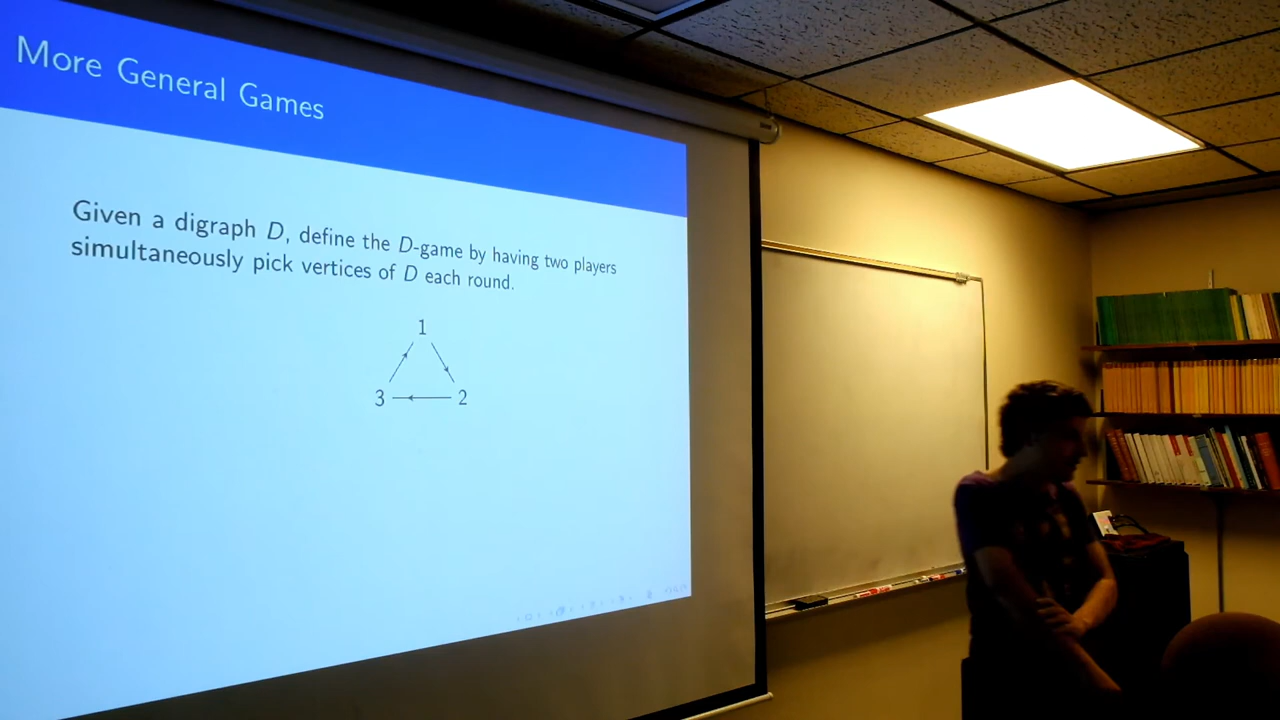 More General Games
Given a digraph D, define the D-game by having two players
simultaneously pick vertices of D each round.
1
3
2